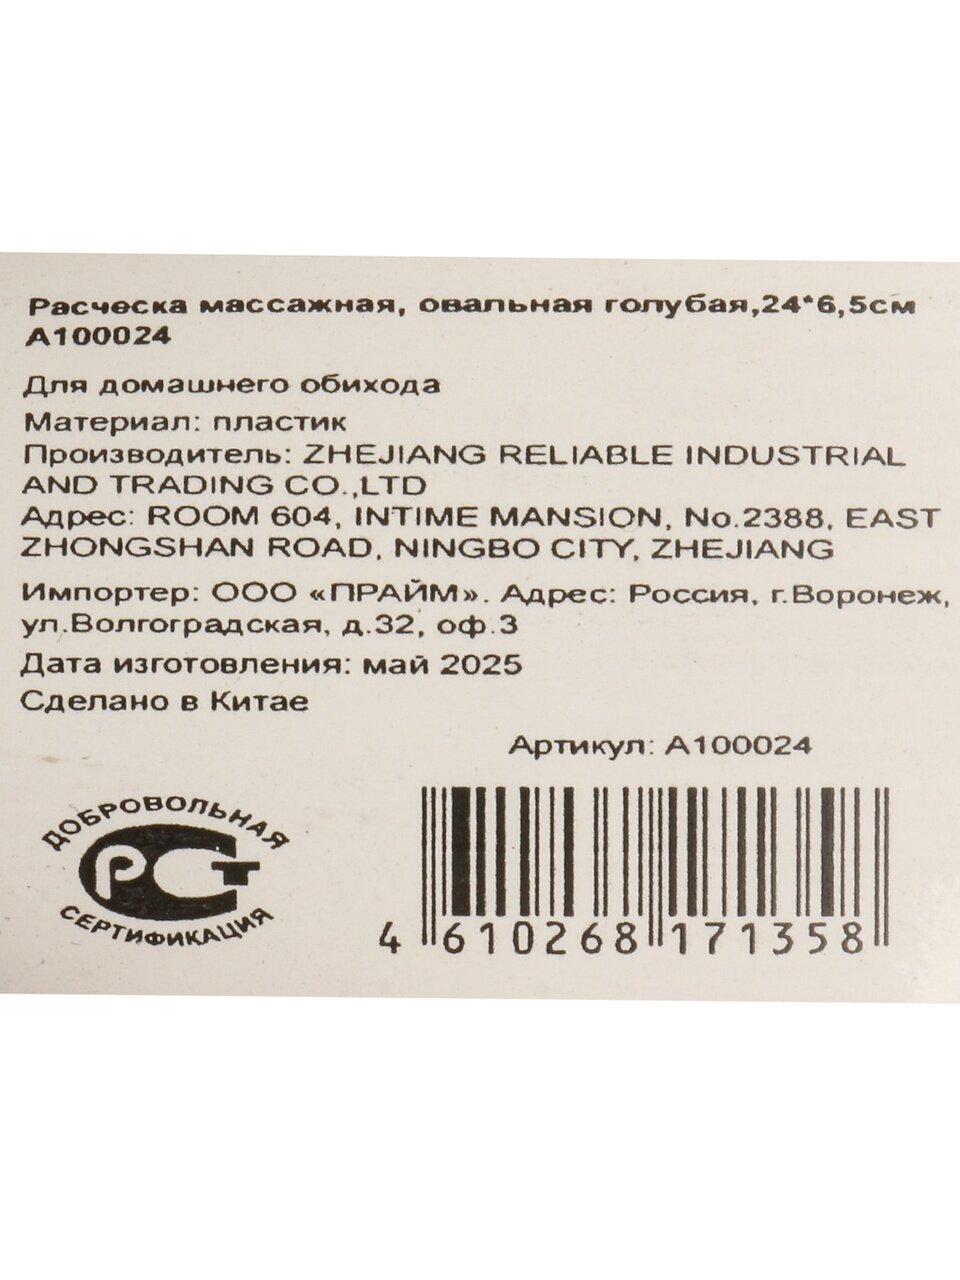 Расческа массажная, овальная голубая,24*6,5см
А100024
Для домашнего обихода
Материал: пластик
Производитель: ZHEJIANG RELIABLE INDUSTRIAL
AND TRADING CO.,LTD
Адрес: ROOM 604, INTIME MANSION, No.2388, EAST
ZHONGSHAN ROAD, NINGBO CITY, ZHEJIANG
Импортер: ООО «ПРАЙМ». Адрес: Россия, г.Воронеж,
ул.Волгоградская, д.32, оф.3
Дата изготовления: май 2025
Сделано в Китае
Артикул: А100024
ДОБРОВОЛЬНАЯ
РСТ
СЕРТИФИКАЦИЯ
4 610268 171358